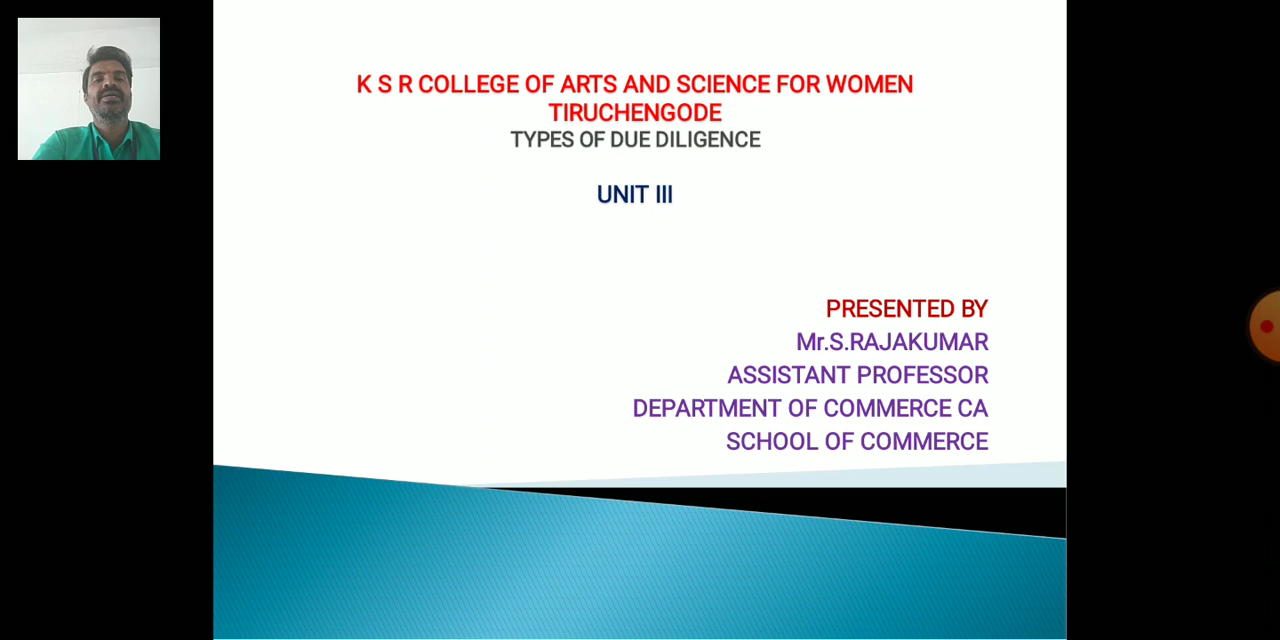 K S R COLLEGE OF ARTS AND SCIENCE FOR WOMEN
TIRUCHENGODE
TYPES OF DUE DILIGENCE
UNIT III
PRESENTED BY
Mr.S.RAJAKUMAR
ASSISTANT PROFESSOR
DEPARTMENT OF COMMERCE CA
SCHOOL OF COMMERCE